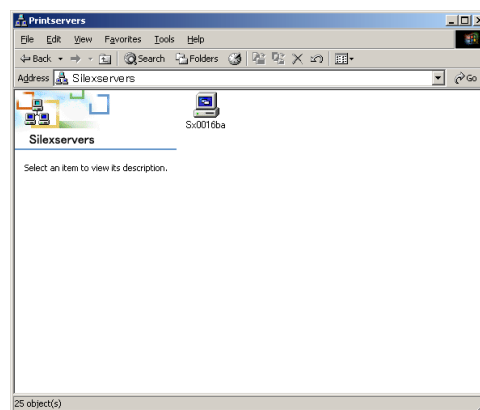 Printservers
File Edit View Favorites Tools Help
Back Search Folders
Address Silexservers Go
Sx0016ba
Silexservers
Select an item to view its description.
25 object(s)